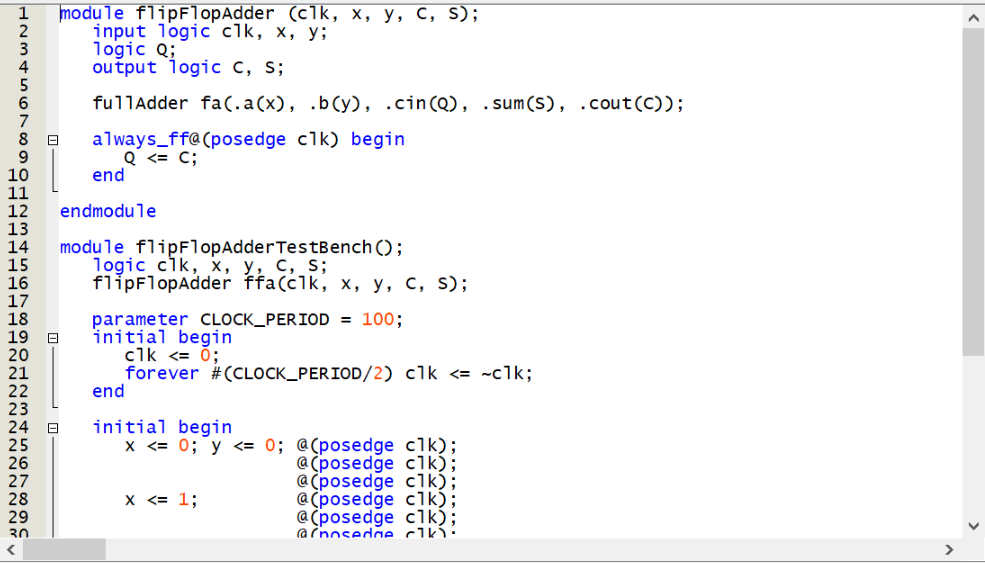 1 module flipFlopAdder (clk, x, y, C, S);
2 input logic clk, x, y;
3 logic Q;
4 output logic C, S;
5
6 fullAdder fa(.a(x), .b(y), .cin(Q), .sum(S), .cout(C));
7
8 always_ff@(posedge clk) begin
9 Q <= C;
10 end
11
12 endmodule
13
14 module flipFlopAdderTestBench();
15 logic clk, x, y, C, S;
16 flipFlopAdder ffa(clk, x, y, C, S);
17
18 parameter CLOCK_PERIOD = 100;
19 initial begin
20 clk <= 0;
21 forever #(CLOCK_PERIOD/2) clk <= ~clk;
22 end
23
24 initial begin
25 x <= 0; y <= 0; @(posedge clk);
26 @(posedge clk);
27 @(posedge clk);
28 x <= 1; @(posedge clk);
29 @(posedge clk);
30 @(posedge clk);